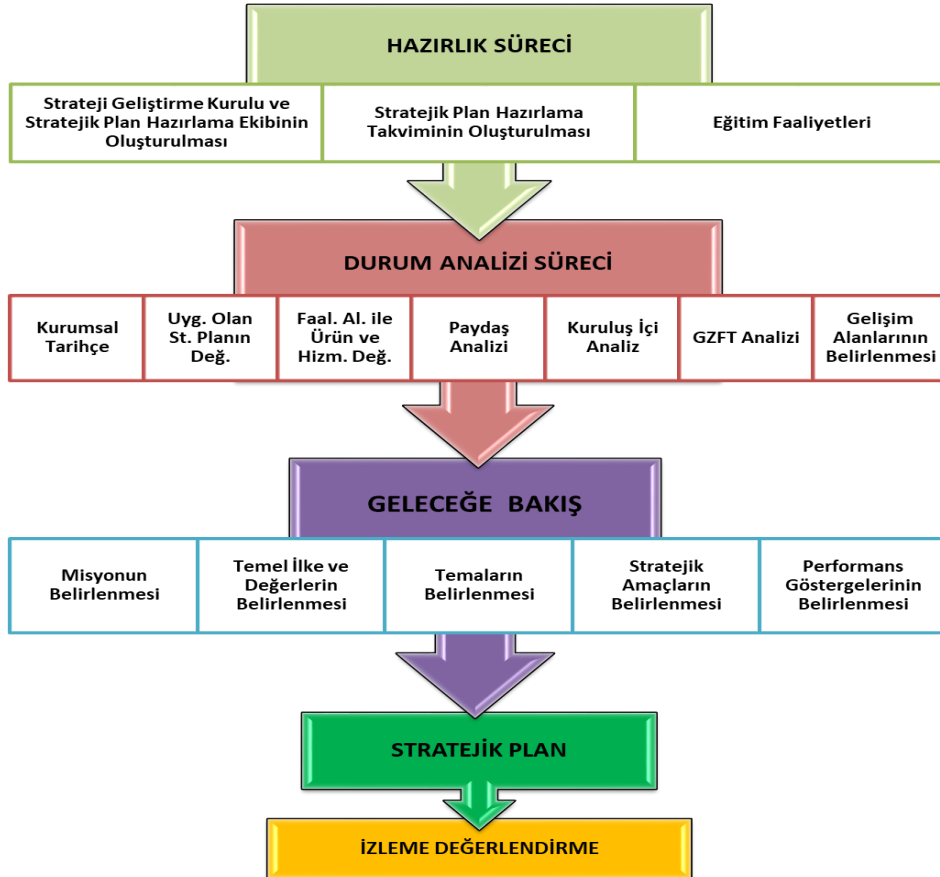 HAZIRLIK SÜRECİ
Strateji Geliştirme Kurulu ve
Stratejik Plan Hazırlama Ekibinin
Oluşturulması
Stratejik Plan Hazırlama
Takviminin Oluşturulması
Eğitim Faaliyetleri
DURUM ANALİZİ SÜRECİ
Kurumsal
Tarihçe
Uyg. Olan
St. Planın
Değ.
Faal. Al. ile
Ürün ve
Hizm. Değ.
Paydaş
Analizi
Kuruluş İçi
Analiz
GZFT Analizi
Gelişim
Alanlarının
Belirlenmesi
GELECEĞE BAKIŞ
Misyonun
Belirlenmesi
Temel İlke ve
Değerlerin
Belirlenmesi
Temaların
Belirlenmesi
Stratejik
Amaçların
Belirlenmesi
Performans
Göstergelerinin
Belirlenmesi
STRATEJİK PLAN
İZLEME DEĞERLENDİRME